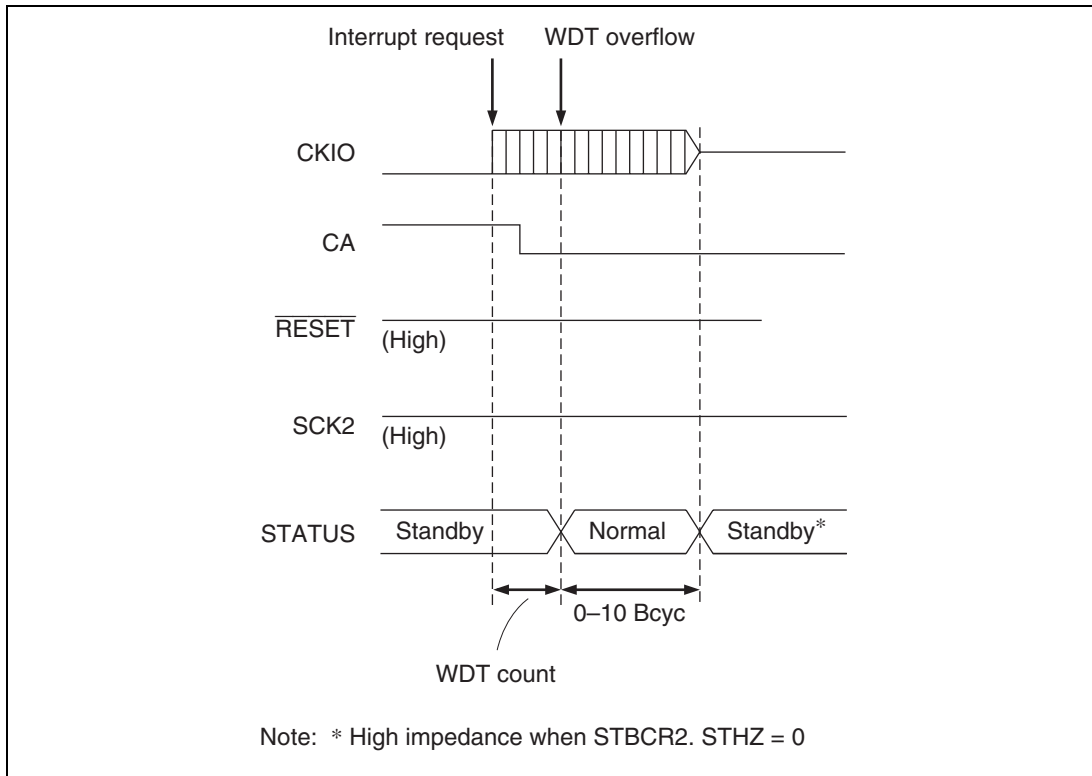 Interrupt request WDT overflow
CKIO
CA
RESET
(High)
SCK2
(High)
STATUS Standby Normal Standby*
0–10 Bcyc
WDT count
Note: * High impedance when STBCR2. STHZ = 0